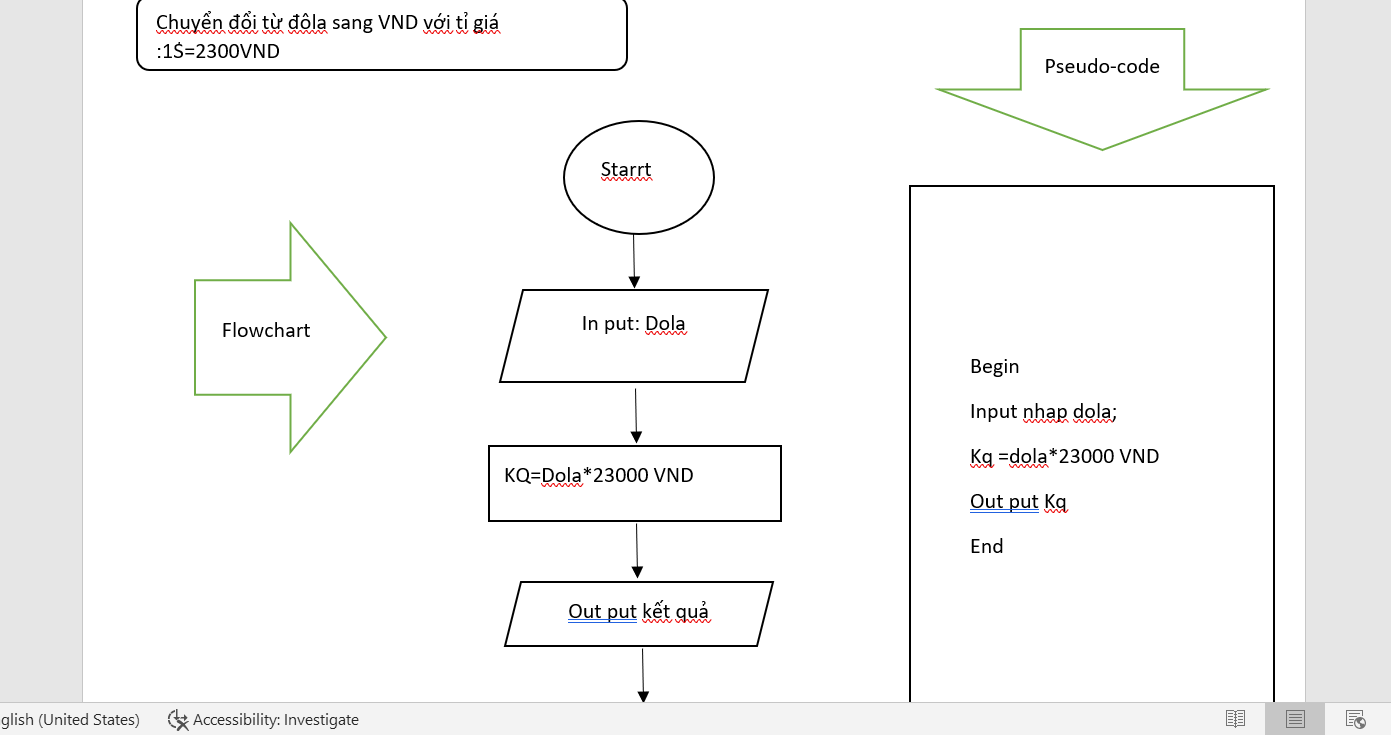 Chuyển đổi từ đôla sang VND với tỉ giá
:1$=2300VND
Pseudo-code
Starrt
Flowchart
In put: Dola
KQ=Dola*23000 VND
Out put kết quả
Begin
Input nhap dola;
Kq =dola*23000 VND
Out put Kq
End
glish (United States)
Accessibility: Investigate